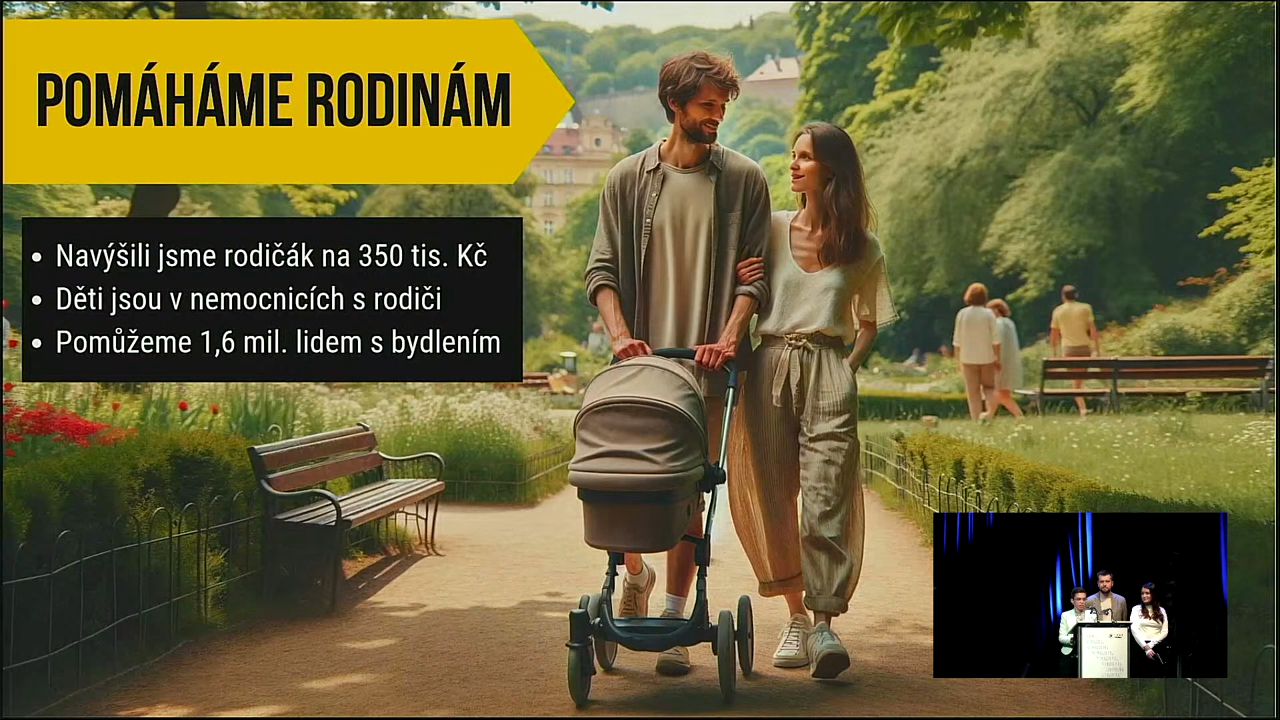 POMÁHÁME RODINÁM
• Navýšili jsme rodičák na 350 tis. Kč
• Děti jsou v nemocnicích s rodiči
• Pomůžeme 1,6 mil. lidem s bydlením